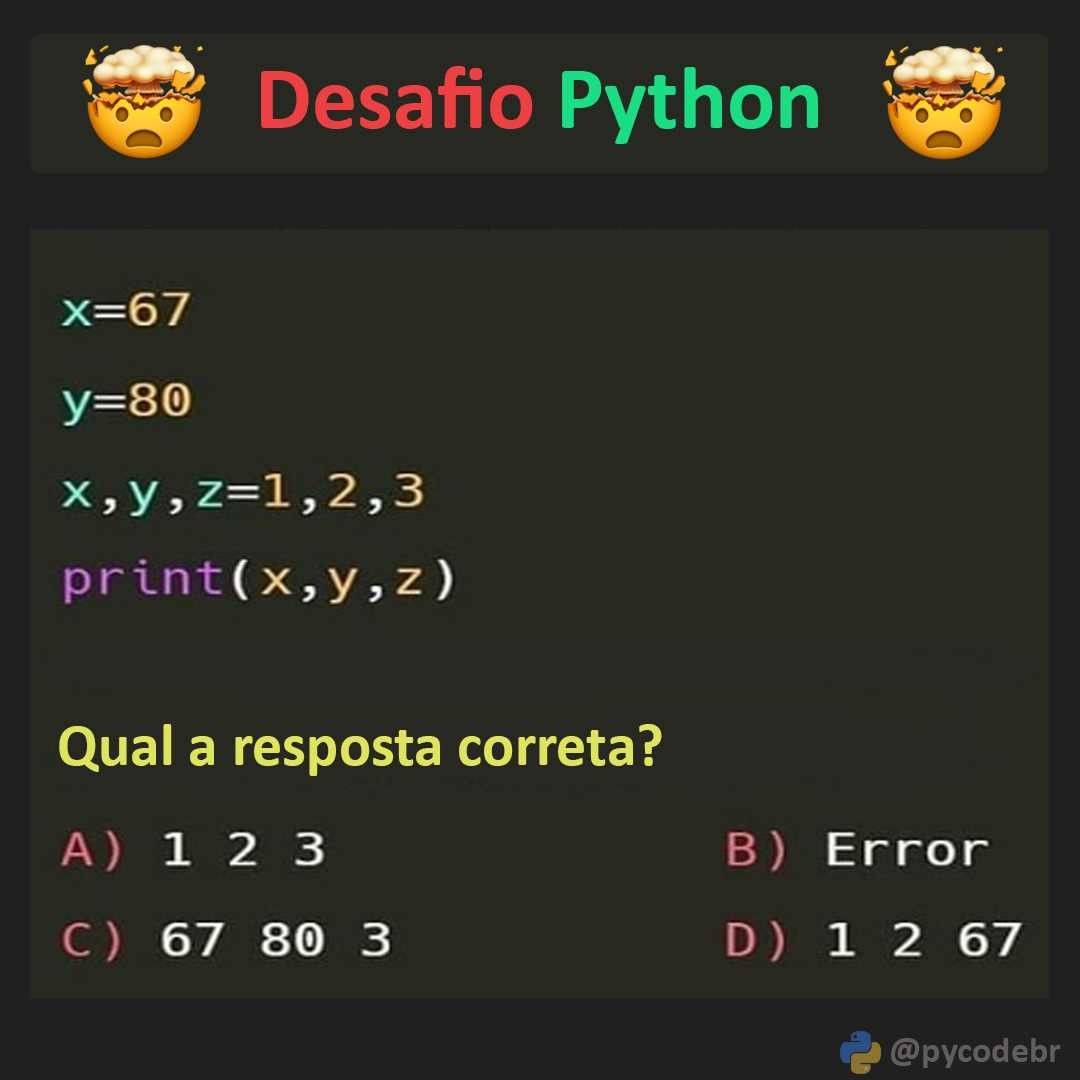 Desafio Python
x=67
y=80
x,y,z=1,2,3
print(x,y,z)
Qual a resposta correta?
A) 1 2 3
B) Error
C) 67 80 3
D) 1 2 67
@pycodebr